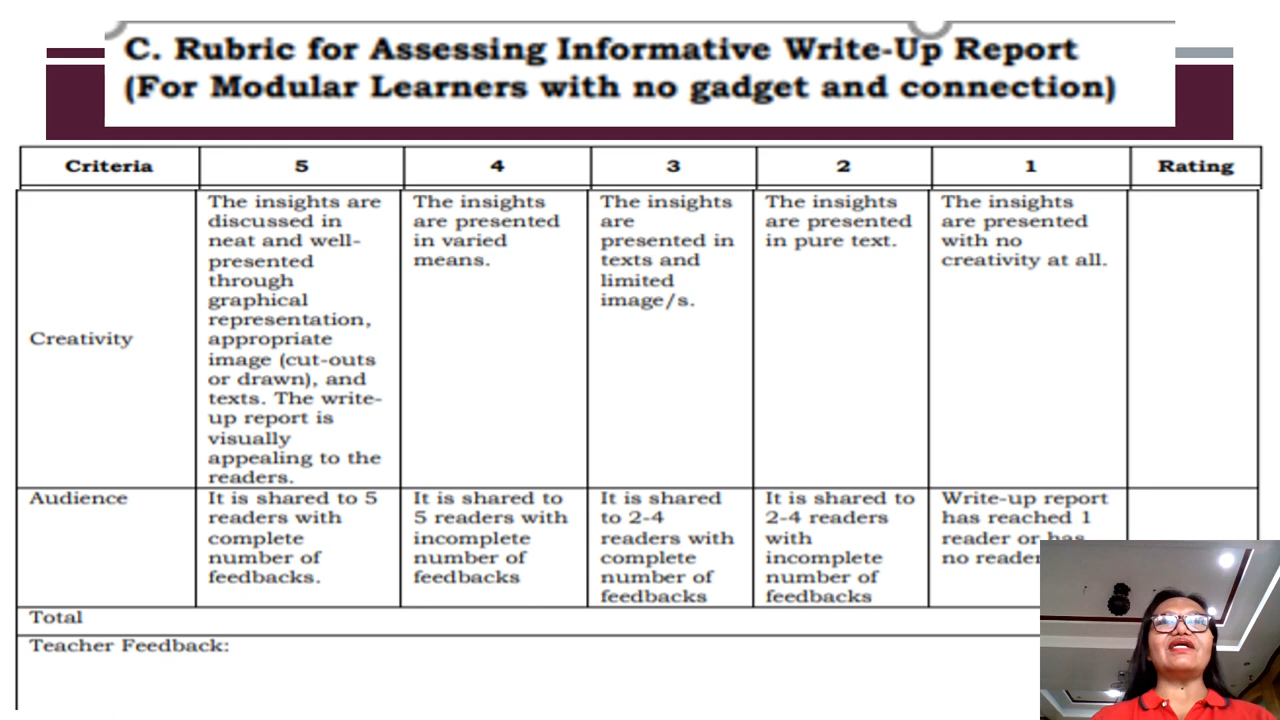 C. Rubric for Assessing Informative Write-Up Report
(For Modular Learners with no gadget and connection)
Criteria 5 4 3 2 1 Rating
Creativity
The insights are
discussed in
neat and well-
presented
through
graphical
representation,
appropriate
image (cut-outs
or drawn), and
texts. The write-
up report is
visually
appealing to the
readers.
The insights
are presented
in varied
means.
The insights
are
presented in
texts and
limited
image/s.
The insights
are presented
in pure text.
The insights
are presented
with no
creativity at all.
Audience
It is shared to 5
readers with
complete
number of
feedbacks.
It is shared to
5 readers with
incomplete
number of
feedbacks
It is shared
to 2-4
readers with
complete
number of
feedbacks
It is shared to
2-4 readers
with
incomplete
number of
feedbacks
Write-up report
has reached 1
reader or has
no reader
Total
Teacher Feedback: